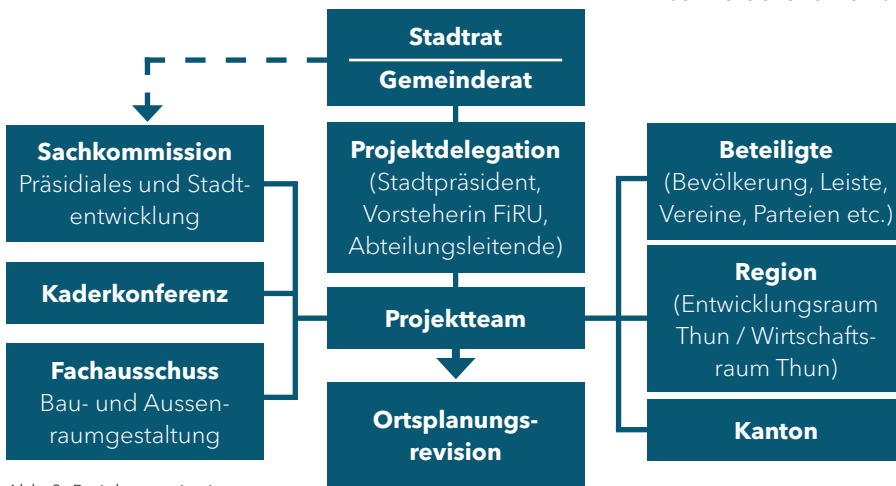 Stadtrat
Gemeinderat
Sachkommission
Präsidiales und Stadt-
entwicklung
Kaderkonferenz
Fachausschuss
Bau- und Aussen-
raumgestaltung
Projektdelegation
(Stadtpräsident,
Vorsteherin FiRU,
Abteilungsleitende)
Projektteam
Ortsplanungs-
revision
Beteiligte
(Bevölkerung, Leiste,
Vereine, Parteien etc.)
Region
(Entwicklungsraum
Thun / Wirtschafts-
raum Thun)
Kanton